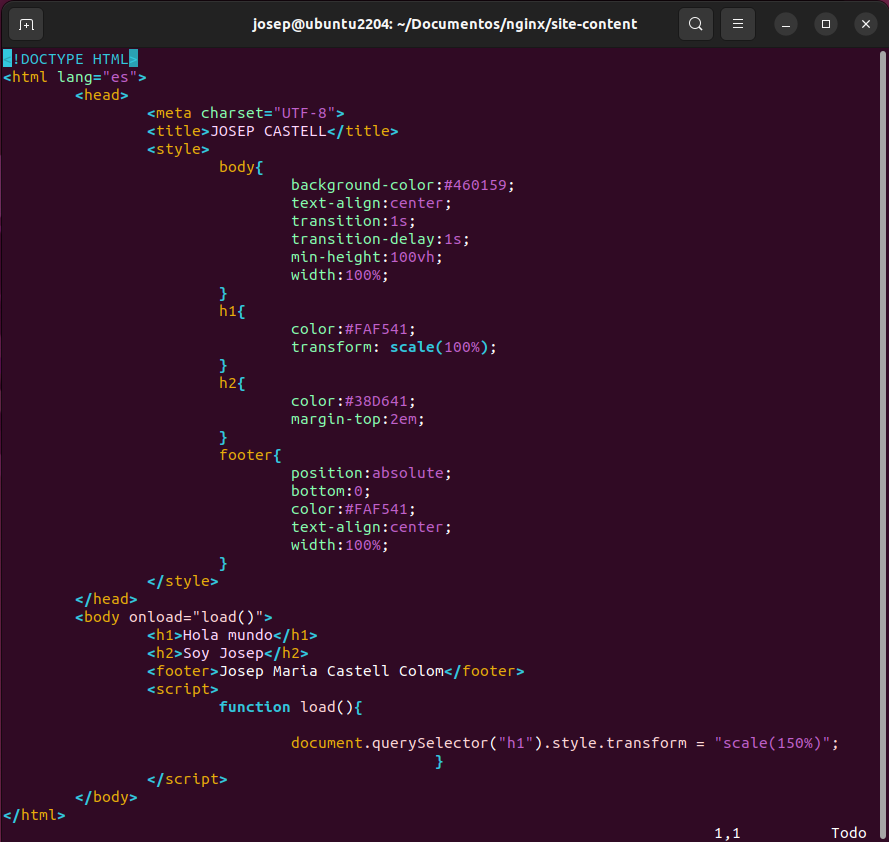 josep@ubuntu2204: ~/Documentos/nginx/site-content
<!DOCTYPE HTML>
<html lang="es">
        <head>
                <meta charset="UTF-8">
                <title>JOSEP CASTELL</title>
                <style>
                        body{
                                background-color:#460159;
                                text-align:center;
                                transition:1s;
                                transition-delay:1s;
                                min-height:100vh;
                                width:100%;
                        }
                        h1{
                                color:#FAF541;
                                transform: scale(100%);
                        }
                        h2{
                                color:#38D641;
                                margin-top:2em;
                        }
                        footer{
                                position:absolute;
                                bottom:0;
                                color:#FAF541;
                                text-align:center;
                                width:100%;
                        }
                </style>
        </head>
        <body onload="load()">
                <h1>Hola mundo</h1>
                <h2>Soy Josep</h2>
                <footer>Josep Maria Castell Colom</footer>
                <script>
                        function load(){

                                document.querySelector("h1").style.transform = "scale(150%)";
                                                }
                </script>
        </body>
</html>
1,1 Todo